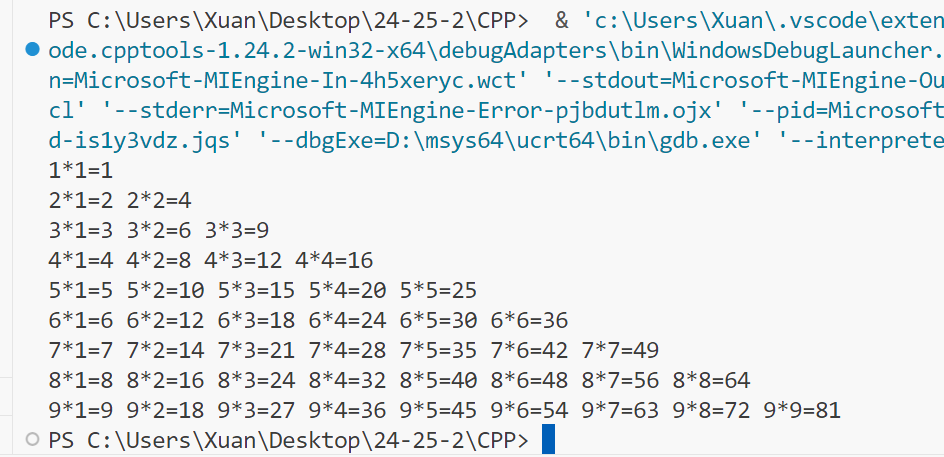 PS C:\Users\Xuan\Desktop\24-25-2\CPP>  & 'c:\Users\Xuan\.vscode\exten
ode.cpptools-1.24.2-win32-x64\debugAdapters\bin\WindowsDebugLauncher.
n=Microsoft-MIEngine-In-4h5xeryc.wct' '--stdout=Microsoft-MIEngine-Ou
cl' '--stderr=Microsoft-MIEngine-Error-pjbdutlm.ojx' '--pid=Microsoft
d-is1y3vdz.jqs' '--dbgExe=D:\msys64\ucrt64\bin\gdb.exe' '--interprete
1*1=1
2*1=2 2*2=4
3*1=3 3*2=6 3*3=9
4*1=4 4*2=8 4*3=12 4*4=16
5*1=5 5*2=10 5*3=15 5*4=20 5*5=25
6*1=6 6*2=12 6*3=18 6*4=24 6*5=30 6*6=36
7*1=7 7*2=14 7*3=21 7*4=28 7*5=35 7*6=42 7*7=49
8*1=8 8*2=16 8*3=24 8*4=32 8*5=40 8*6=48 8*7=56 8*8=64
9*1=9 9*2=18 9*3=27 9*4=36 9*5=45 9*6=54 9*7=63 9*8=72 9*9=81
PS C:\Users\Xuan\Desktop\24-25-2\CPP>